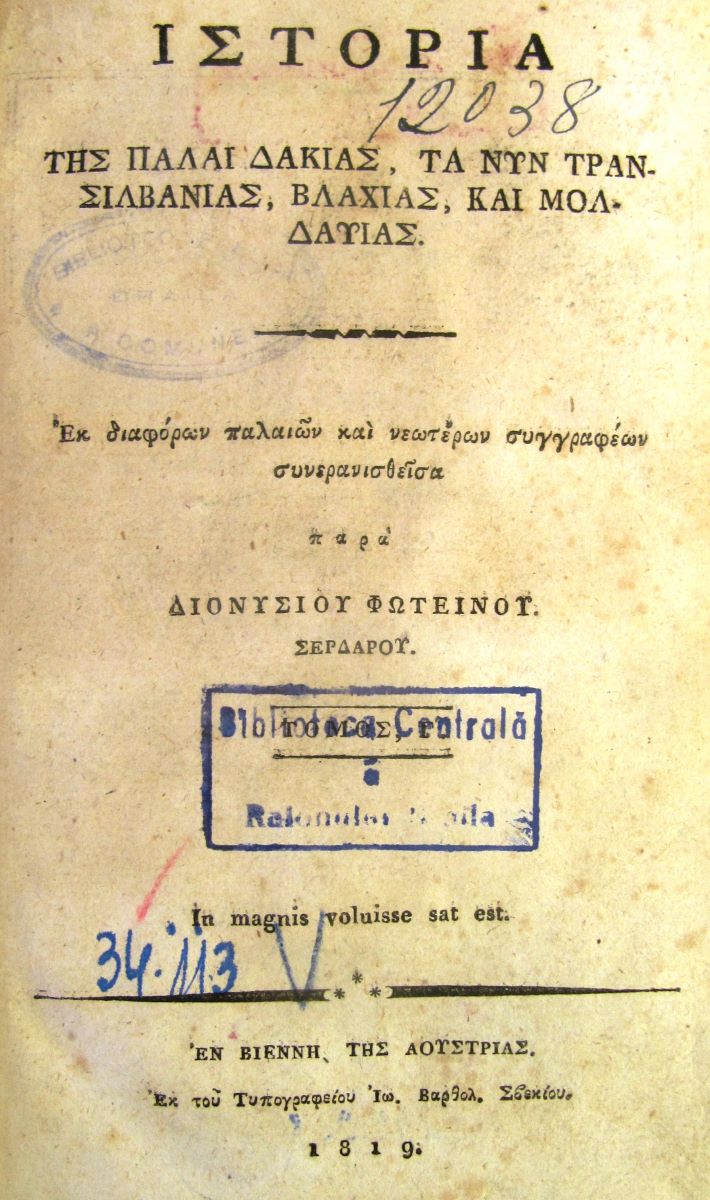 ΙΣΤΟΡΙΑ
12038
ΤΗΣ ΠΑΛΑΙ ΔΑΚΙΑΣ, ΤΑ ΝΥΝ ΤΡΑΝ-
ΣΙΛΒΑΝΙΑΣ, ΒΛΑΧΙΑΣ, ΚΑΙ ΜΟΛ-
ΔΑΥΙΑΣ.
Ἐκ διαφόρων παλαιῶν καὶ νεωτέρων συγγραφέων
συνερανισθεῖσα
παρὰ
ΔΙΟΝΥΣΙΟΥ ΦΩΤΕΙΝΟΥ.
ΣΕΡΔΑΡΟΥ.
Biblioteca Centrală
ΤΟΜΟΣ,
a
In magnis voluisse sat est.
34.113 V
ἘΝ ΒΙΕΝΝΗ, ΤΗΣ ΑΟΥΣΤΡΙΑΣ.
Ἐκ τοῦ Τυπογραφείου Ἰω. Βαρθολ. Σβεκίου.
1819.